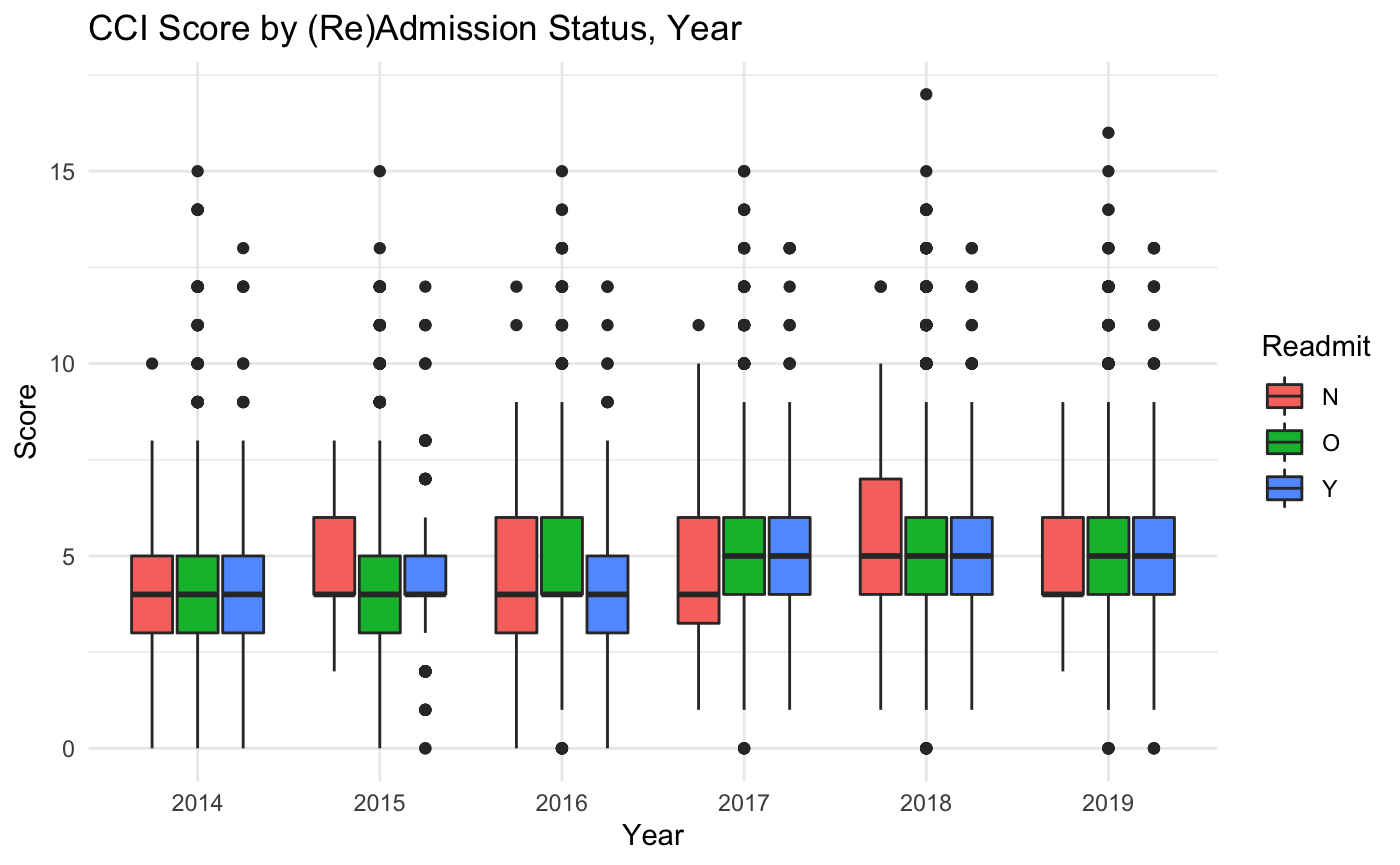 CCI Score by (Re)Admission Status, Year
15
10
5
0
Score
2014 2015 2016 2017 2018 2019
Year
Readmit
N
O
Y